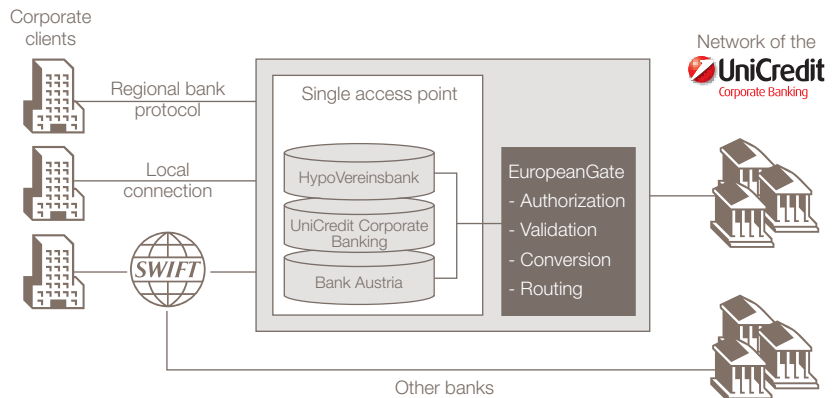 Corporate
clients
Regional bank
protocol
Local
connection
SWIFT
Single access point
HypoVereinsbank
UniCredit Corporate
Banking
Bank Austria
EuropeanGate
- Authorization
- Validation
- Conversion
- Routing
Network of the
UniCredit
Corporate Banking
Other banks